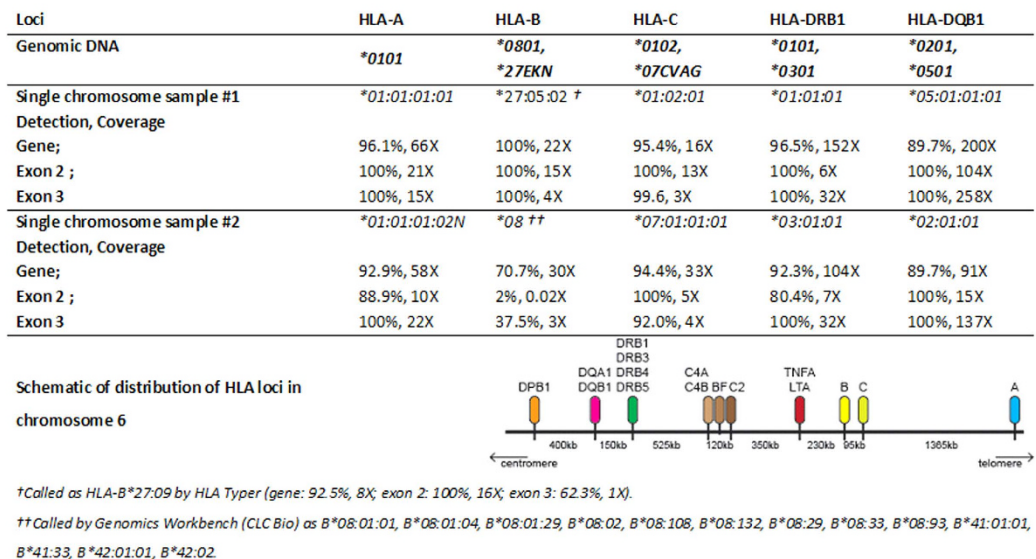 Loci HLA-A HLA-B HLA-C HLA-DRB1 HLA-DQB1
Genomic DNA *0101 *0801, *27EKN *0102, *07CVAG *0101, *0301 *0201, *0501
Single chromosome sample #1 *01:01:01:01 *27:05:02 † *01:02:01 *01:01:01 *05:01:01:01
Detection, Coverage
Gene; 96.1%, 66X 100%, 22X 95.4%, 16X 96.5%, 152X 89.7%, 200X
Exon 2 ; 100%, 21X 100%, 15X 100%, 13X 100%, 6X 100%, 104X
Exon 3 100%, 15X 100%, 4X 99.6, 3X 100%, 32X 100%, 258X
Single chromosome sample #2 *01:01:01:02N *08 †† *07:01:01:01 *03:01:01 *02:01:01
Detection, Coverage
Gene; 92.9%, 58X 70.7%, 30X 94.4%, 33X 92.3%, 104X 89.7%, 91X
Exon 2 ; 88.9%, 10X 2%, 0.02X 100%, 5X 80.4%, 7X 100%, 15X
Exon 3 100%, 22X 37.5%, 3X 92.0%, 4X 100%, 32X 100%, 137X
Schematic of distribution of HLA loci in
chromosome 6
DRB1
DRB3
DQA1 DRB4 C4A TNFA
DPB1 DQB1 DRB5 C4B BF C2 LTA B C A
400kb 150kb 525kb 120kb 350kb 230kb 95kb 1365kb
centromere telomere
†Called as HLA-B*27:09 by HLA Typer (gene: 92.5%, 8X; exon 2: 100%, 16X; exon 3: 62.3%, 1X).
††Called by Genomics Workbench (CLC Bio) as B*08:01:01, B*08:01:04, B*08:01:29, B*08:02, B*08:108, B*08:132, B*08:29, B*08:33, B*08:93, B*41:01:01,
B*41:33, B*42:01:01, B*42:02.